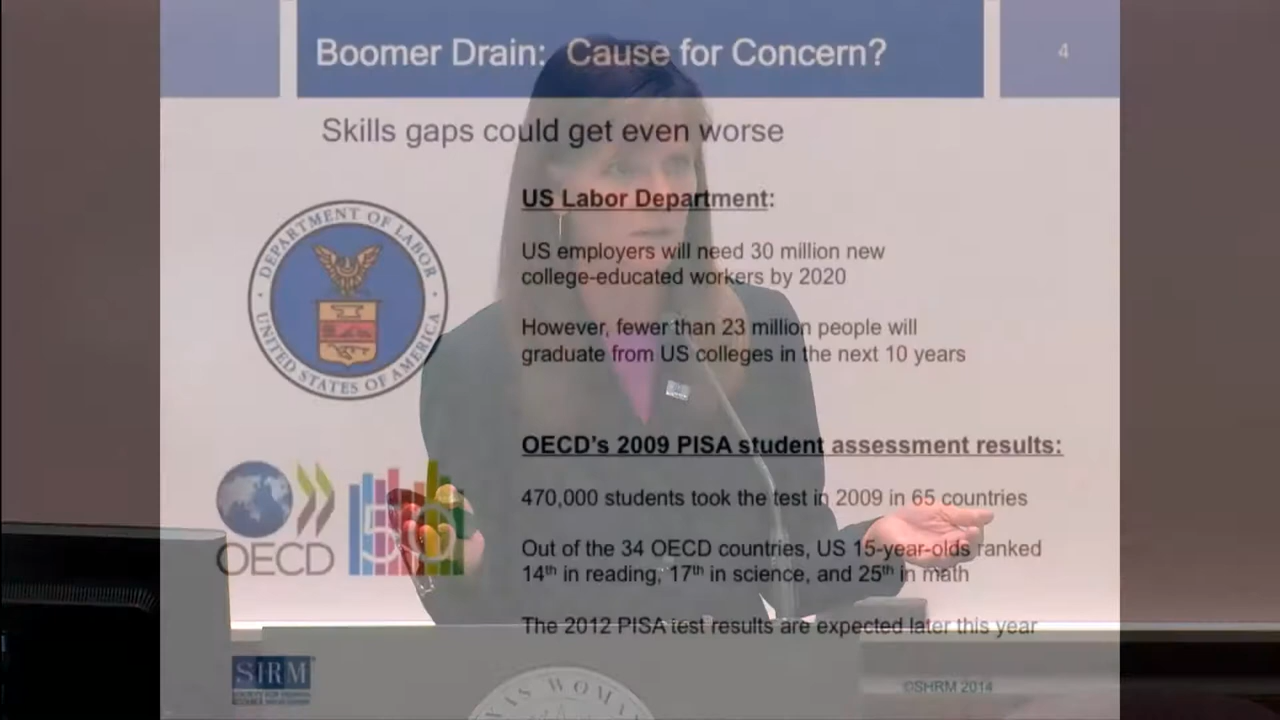 Boomer Drain: Cause for Concern?
4
Skills gaps could get even worse
US Labor Department:
US employers will need 30 million new
college-educated workers by 2020
However, fewer than 23 million people will
graduate from US colleges in the next 10 years
DEPARTMENT OF LABOR
UNITED STATES OF AMERICA
OECD's 2009 PISA student assessment results:
470,000 students took the test in 2009 in 65 countries
Out of the 34 OECD countries, US 15-year-olds ranked
14th in reading, 17th in science, and 25th in math
The 2012 PISA test results are expected later this year
OECD
50
SHRM
©SHRM 2014